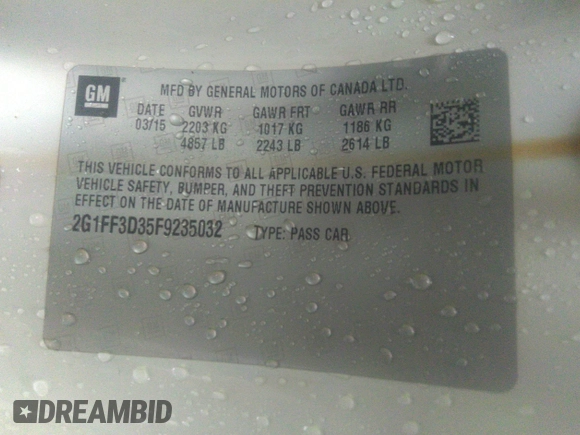 GM
MFD BY GENERAL MOTORS OF CANADA LTD.
DATE GVWR GAWR FRT GAWR RR
03/15 2203 KG 1017 KG 1186 KG
4857 LB 2243 LB 2614 LB
THIS VEHICLE CONFORMS TO ALL APPLICABLE U.S. FEDERAL MOTOR
VEHICLE SAFETY, BUMPER, AND THEFT PREVENTION STANDARDS IN
EFFECT ON THE DATE OF MANUFACTURE SHOWN ABOVE.
2G1FF3D35F9235032 TYPE: PASS CAR
DREAMBID